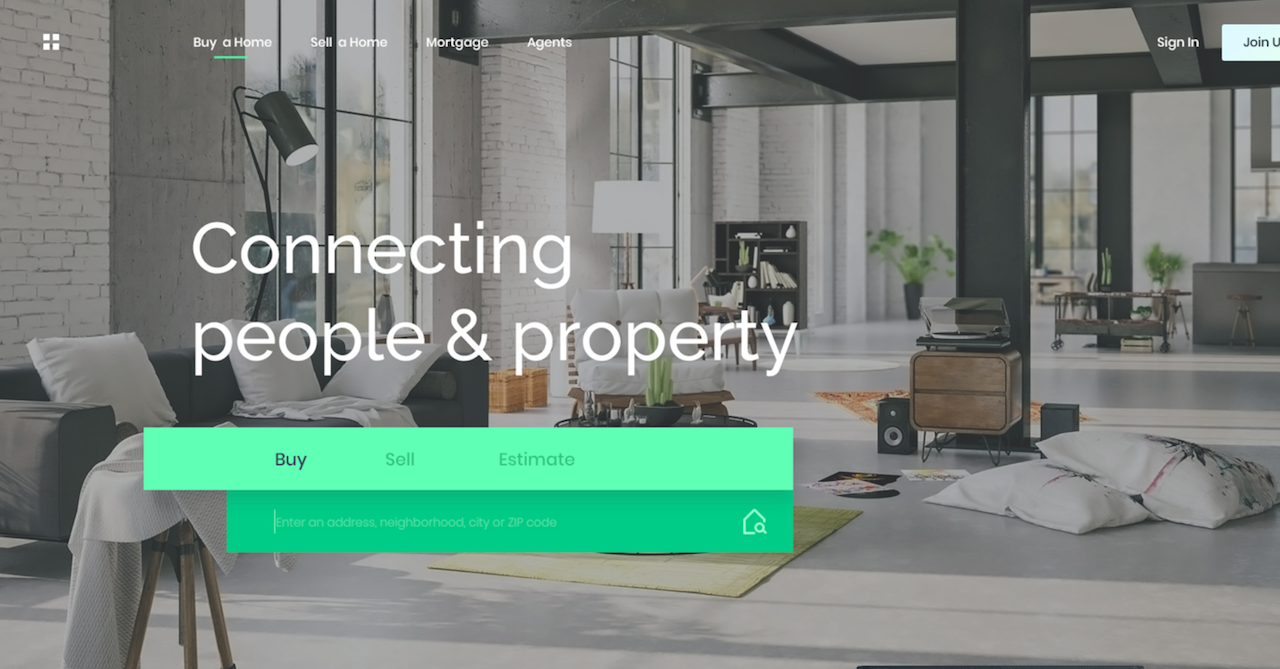 Buy a Home Sell a Home Mortgage Agents Sign In Join U
Connecting
people & property
Buy Sell Estimate
Enter an address, neighborhood, city or ZIP code